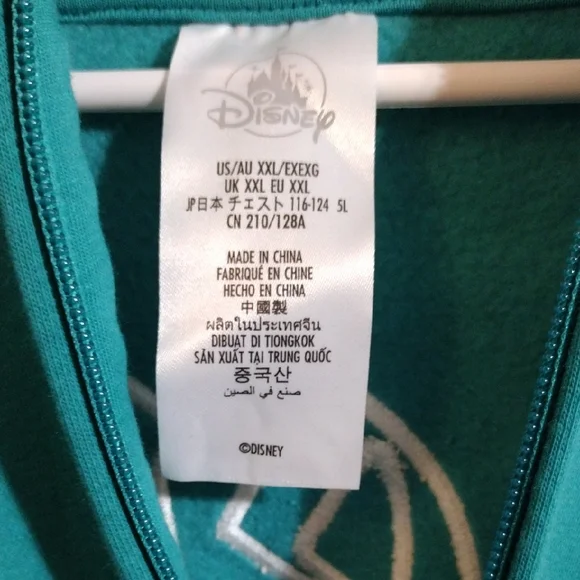 Disney
US/AU XXL/EXEXG
UK XXL EU XXL
JP日本 チェスト 116-124 5L
CN 210/128A
MADE IN CHINA
FABRIQUÉ EN CHINE
HECHO EN CHINA
中國製
ผลิตในประเทศจีน
DIBUAT DI TIONGKOK
SẢN XUẤT TẠI TRUNG QUỐC
중국산
صنع في الصين
©DISNEY